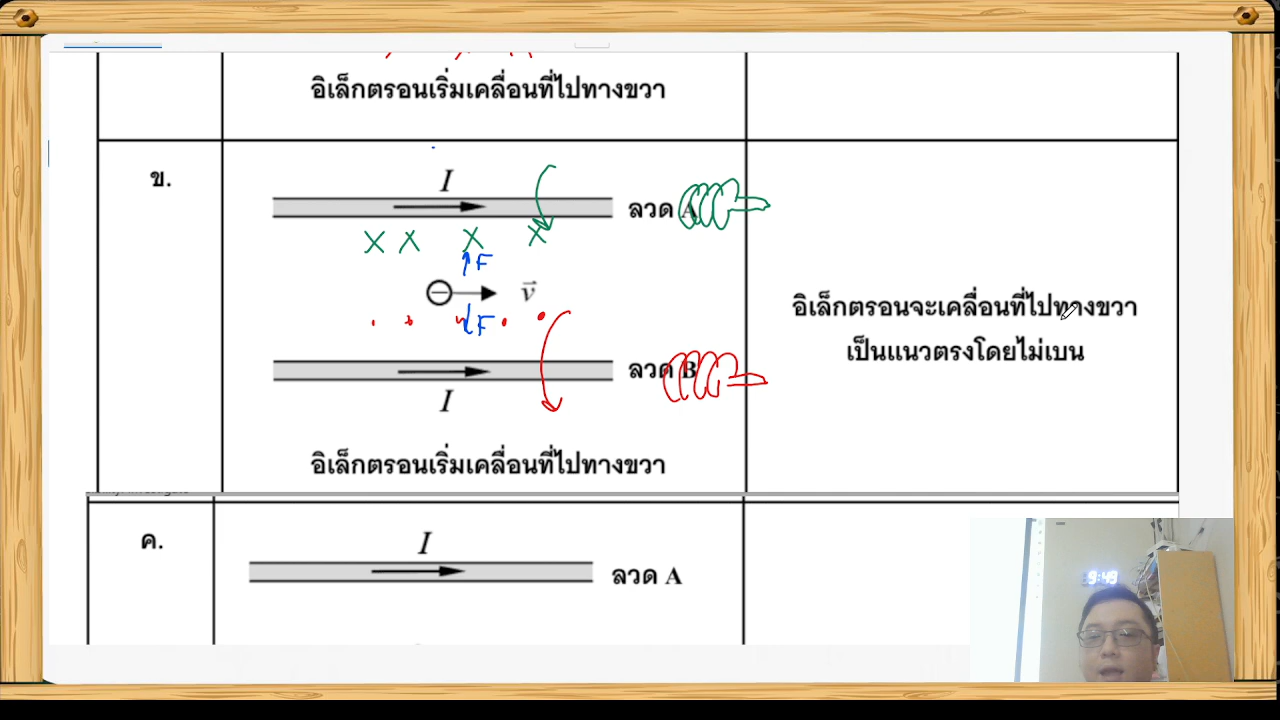 อิเล็กตรอนเริ่มเคลื่อนที่ไปทางขวา
ข.
I
ลวด A
X X X X
F
v
F
อิเล็กตรอนจะเคลื่อนที่ไปทางขวา
เป็นแนวตรงโดยไม่เบน
ลวด B
I
อิเล็กตรอนเริ่มเคลื่อนที่ไปทางขวา
ค.
I
ลวด A
9:49